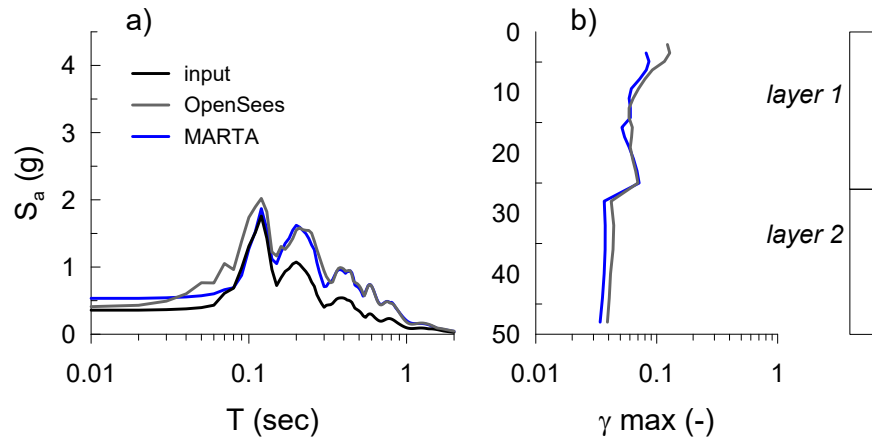 a)
4
3
2
1
0
S_a (g)
input
OpenSees
MARTA
0.01
0.1
1
T (sec)
b)
0
10
20
30
40
50
0.01
0.1
1
γ max (-)
layer 1
layer 2